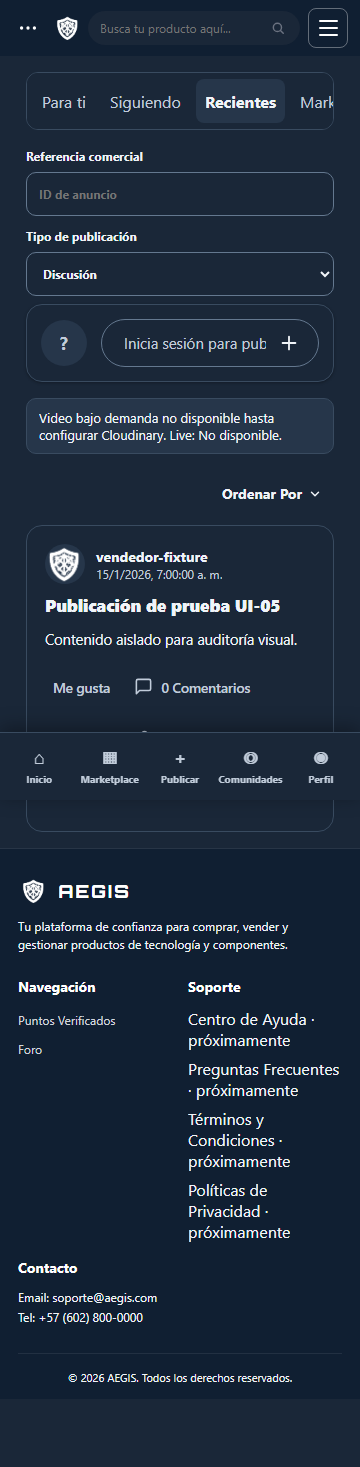 Busca tu producto aquí...
Para ti
Siguiendo
Recientes
Mark
Referencia comercial
ID de anuncio
Tipo de publicación
Discusión
?
Inicia sesión para pub
Video bajo demanda no disponible hasta
configurar Cloudinary. Live: No disponible.
Ordenar Por
vendedor-fixture
15/1/2026, 7:00:00 a. m.
Publicación de prueba UI-05
Contenido aislado para auditoría visual.
Me gusta
0 Comentarios
Inicio
Marketplace
Publicar
Comunidades
Perfil
AEGIS
Tu plataforma de confianza para comprar, vender y
gestionar productos de tecnología y componentes.
Navegación
Puntos Verificados
Foro
Soporte
Centro de Ayuda ·
próximamente
Preguntas Frecuentes
· próximamente
Términos y
Condiciones ·
próximamente
Políticas de
Privacidad ·
próximamente
Contacto
Email: soporte@aegis.com
Tel: +57 (602) 800-0000
© 2026 AEGIS. Todos los derechos reservados.